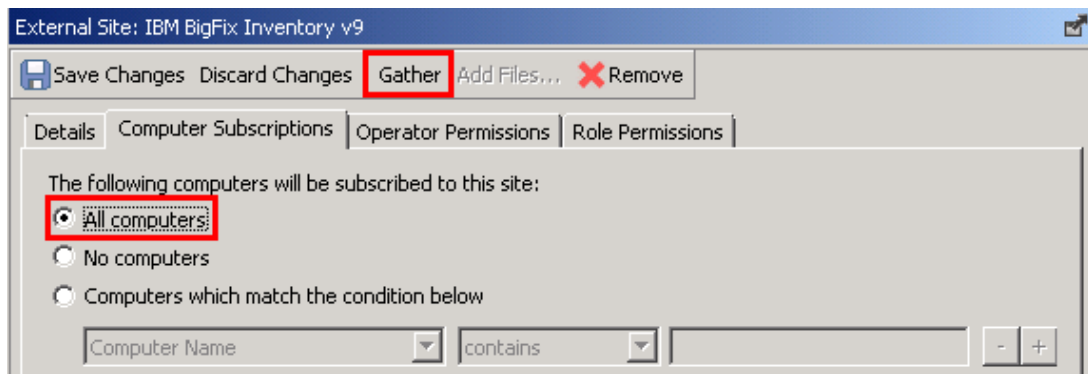 External Site: IBM BigFix Inventory v9
Save Changes Discard Changes Gather Add Files... Remove
Details Computer Subscriptions Operator Permissions Role Permissions
The following computers will be subscribed to this site:
All computers
No computers
Computers which match the condition below
Computer Name contains - +